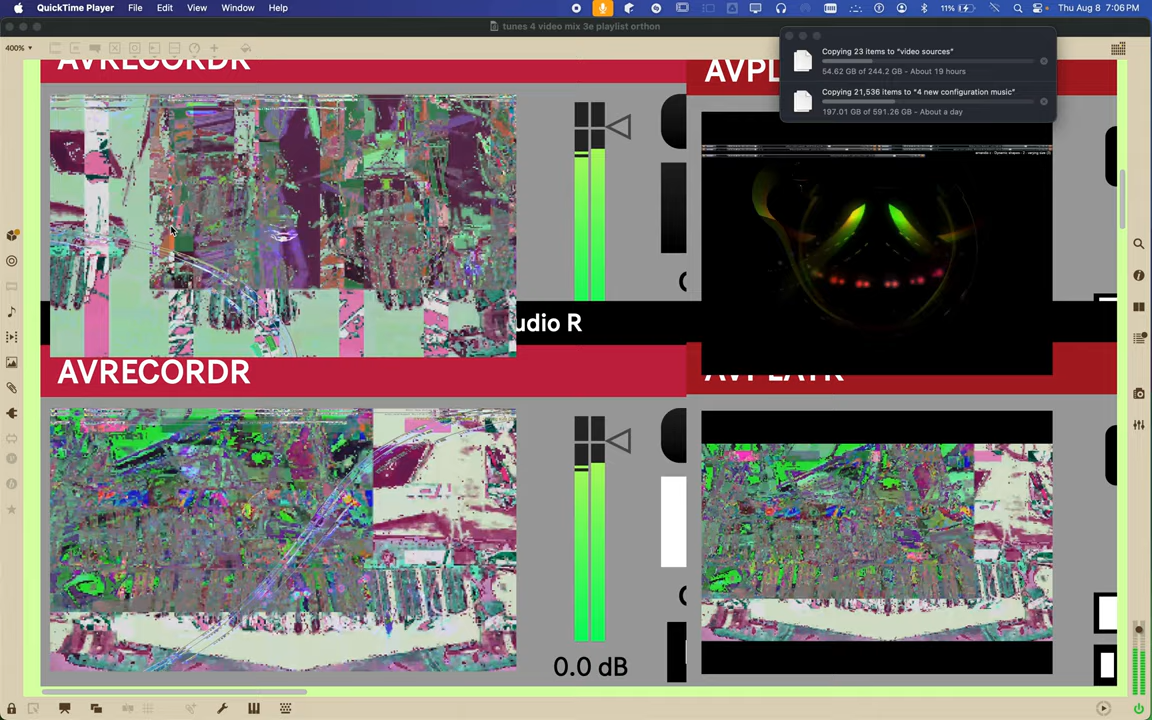 QuickTime Player File Edit View Window Help
11% Thu Aug 8 7:06 PM
tunes 4 video mix 3e playlist orthon
400%
Copying 23 items to "video sources"
54.62 GB of 244.2 GB - About 19 hours
Copying 21,536 items to "4 new configuration music"
197.01 GB of 591.26 GB - About a day
AVRECORDR
AVPL
udio R
AVRECORDR
AVPLAYR
0.0 dB